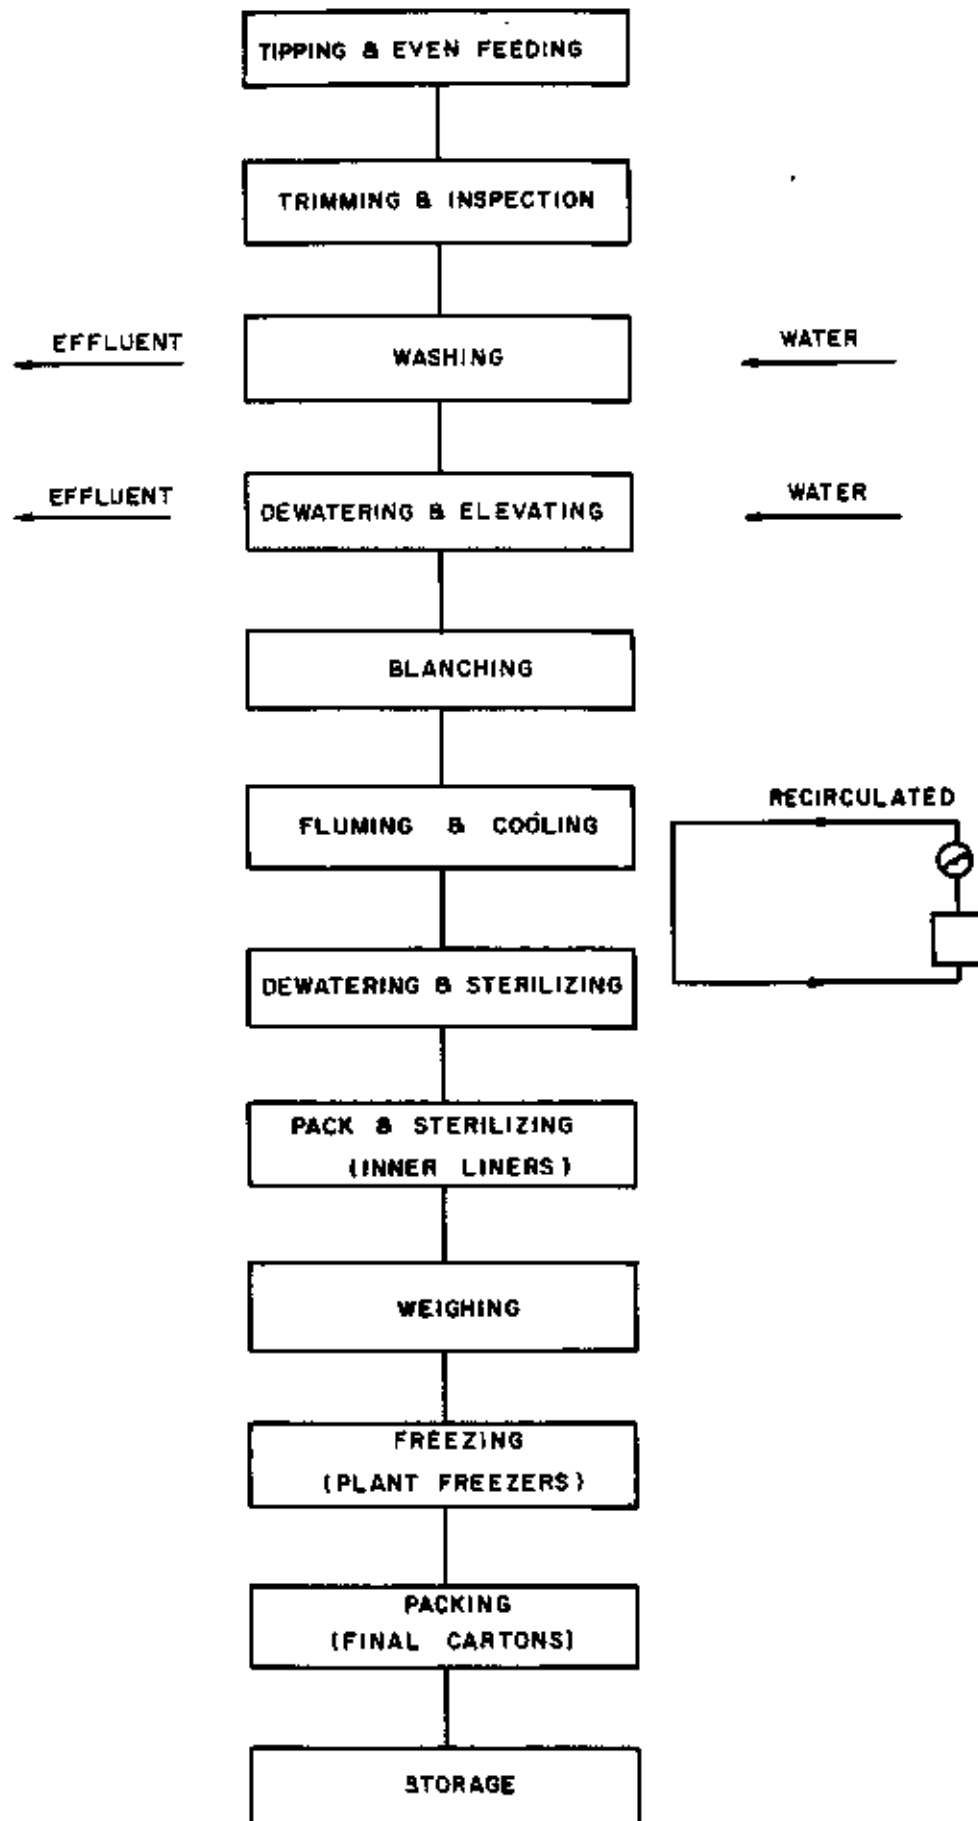 TIPPING & EVEN FEEDING
TRIMMING & INSPECTION
EFFLUENT
WASHING
WATER
EFFLUENT
DEWATERING & ELEVATING
WATER
BLANCHING
RECIRCULATED
FLUMING & COOLING
DEWATERING & STERILIZING
PACK & STERILIZING
(INNER LINERS)
WEIGHING
FREEZING
(PLANT FREEZERS)
PACKING
(FINAL CARTONS)
STORAGE